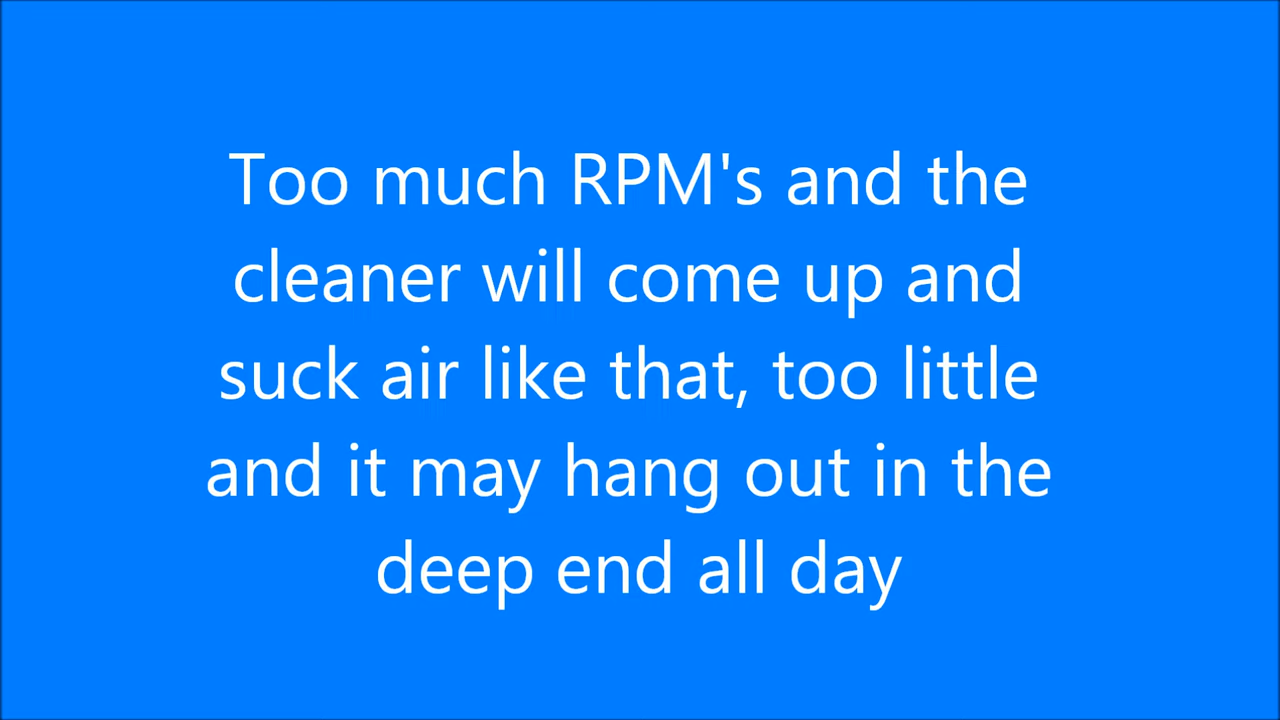 Too much RPM's and the
cleaner will come up and
suck air like that, too little
and it may hang out in the
deep end all day